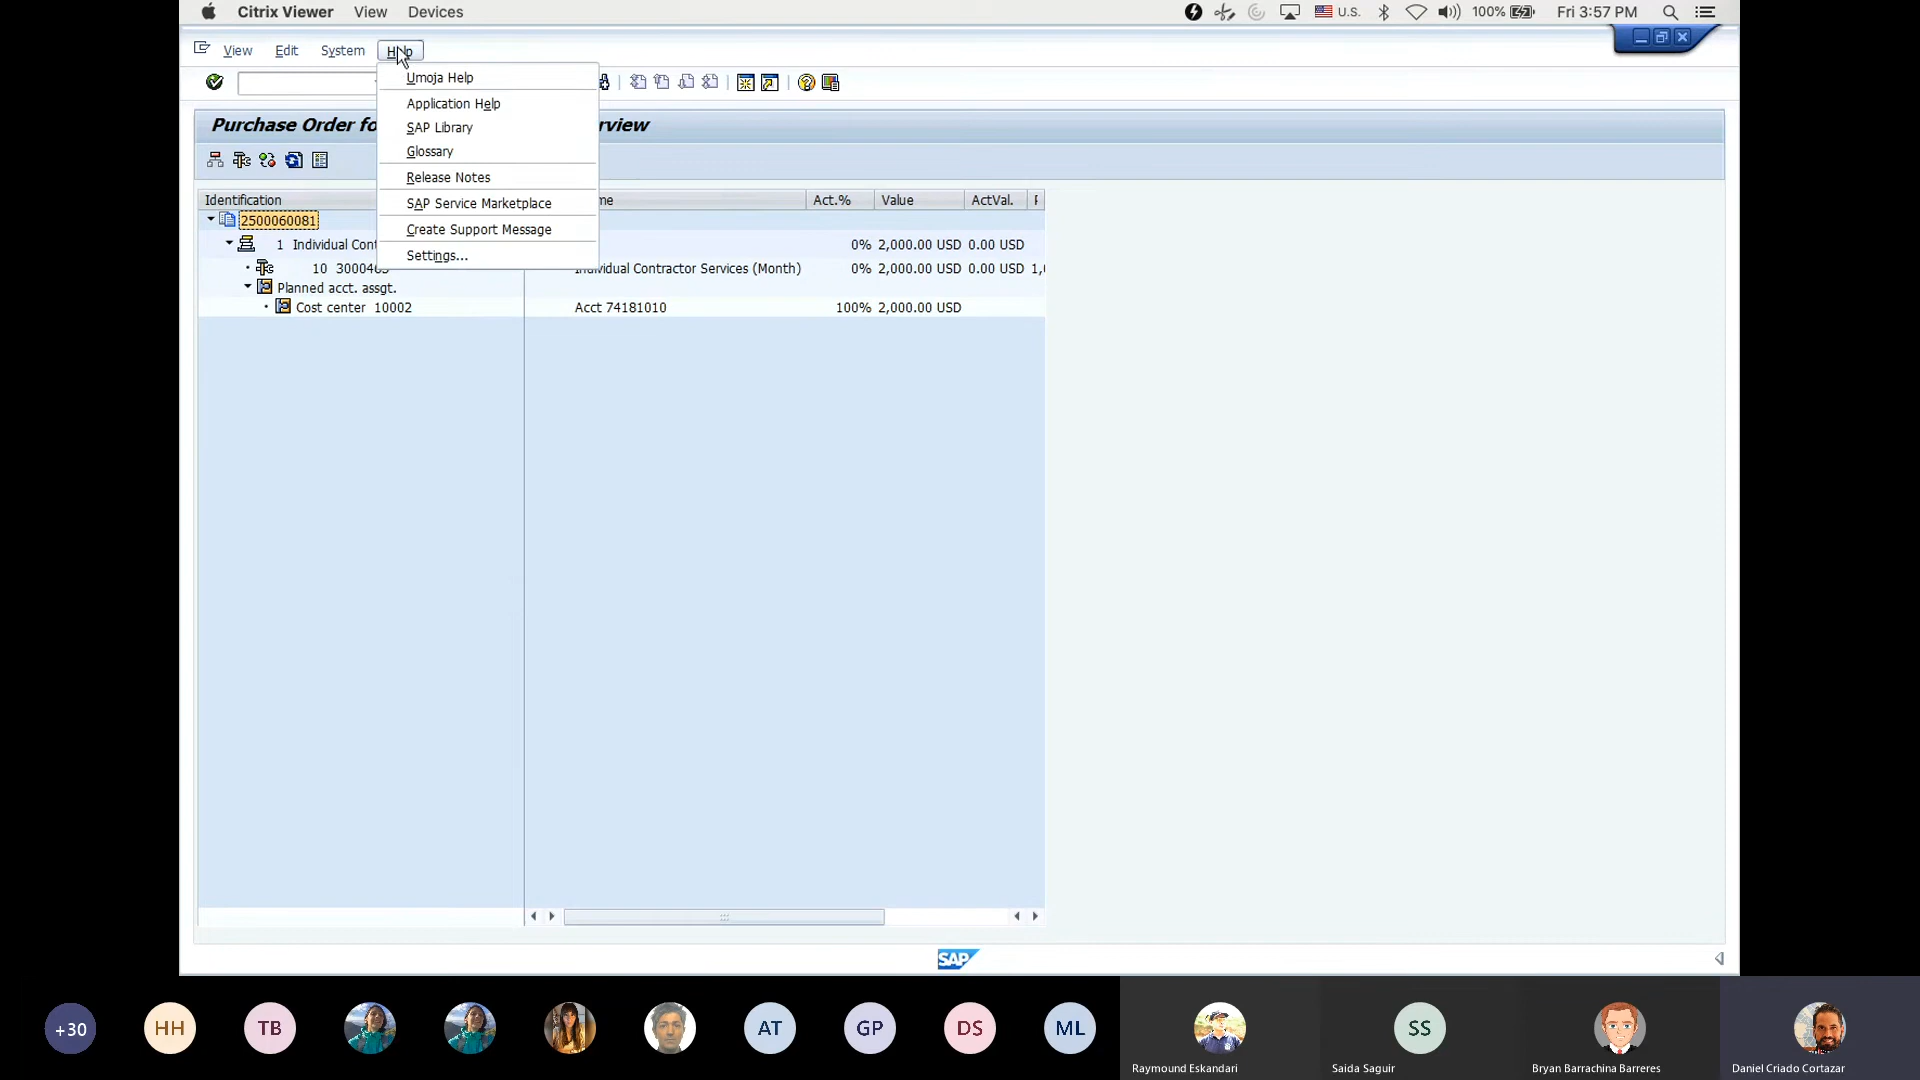 Citrix Viewer View Devices U.S. 100% Fri 3:57 PM
View Edit System Help
Umoja Help
Application Help
SAP Library
Glossary
Release Notes
SAP Service Marketplace
Create Support Message
Settings...
Purchase Order fo rview
Identification me Act.% Value ActVal.
2500060081
1 Individual Cont 0% 2,000.00 USD 0.00 USD
10 Individual Contractor Services (Month) 0% 2,000.00 USD 0.00 USD
Planned acct. assgt.
Cost center 10002 Acct 74181010 100% 2,000.00 USD
SAP
+30 HH TB AT GP DS ML SS
Raymound Eskandari Saida Saguir Bryan Barrachina Barreres Daniel Criado Cortazar